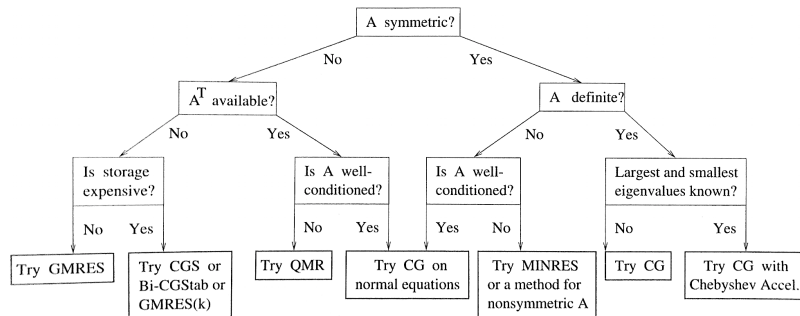 A symmetric?
No
Yes
A^T available?
A definite?
No
Yes
No
Yes
Is storage
expensive?
Is A well-
conditioned?
Is A well-
conditioned?
Largest and smallest
eigenvalues known?
No
Yes
No
Yes
Yes
No
No
Yes
Try GMRES
Try CGS or
Bi-CGStab or
GMRES(k)
Try QMR
Try CG on
normal equations
Try MINRES
or a method for
nonsymmetric A
Try CG
Try CG with
Chebyshev Accel.